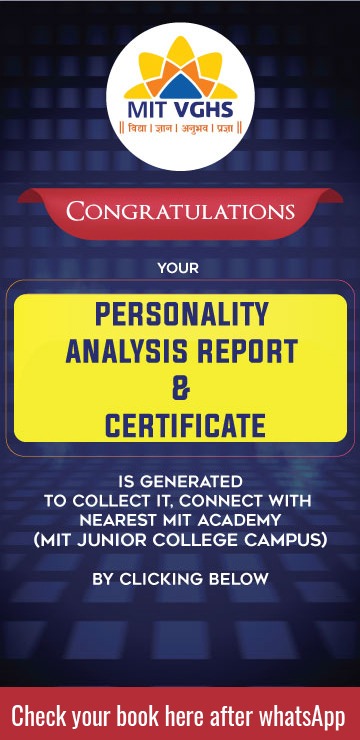 MIT VGHS
|| विद्या | ज्ञान | अनुभव | प्रज्ञा ||
CONGRATULATIONS
YOUR
PERSONALITY
ANALYSIS REPORT
&
CERTIFICATE
IS GENERATED
TO COLLECT IT, CONNECT WITH
NEAREST MIT ACADEMY
(MIT JUNIOR COLLEGE CAMPUS)
BY CLICKING BELOW
Check your book here after whatsApp